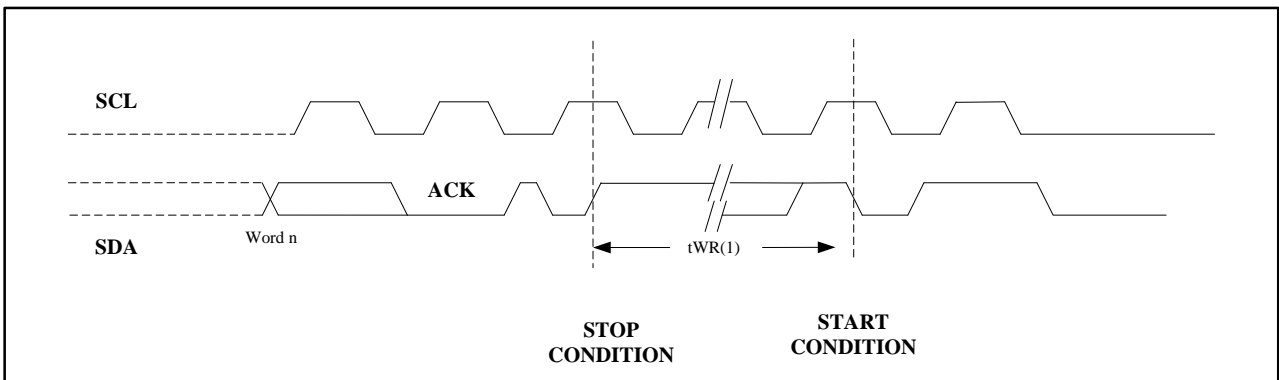 SCL
ACK
Word n
SDA
tWR(1)
STOP
CONDITION
START
CONDITION